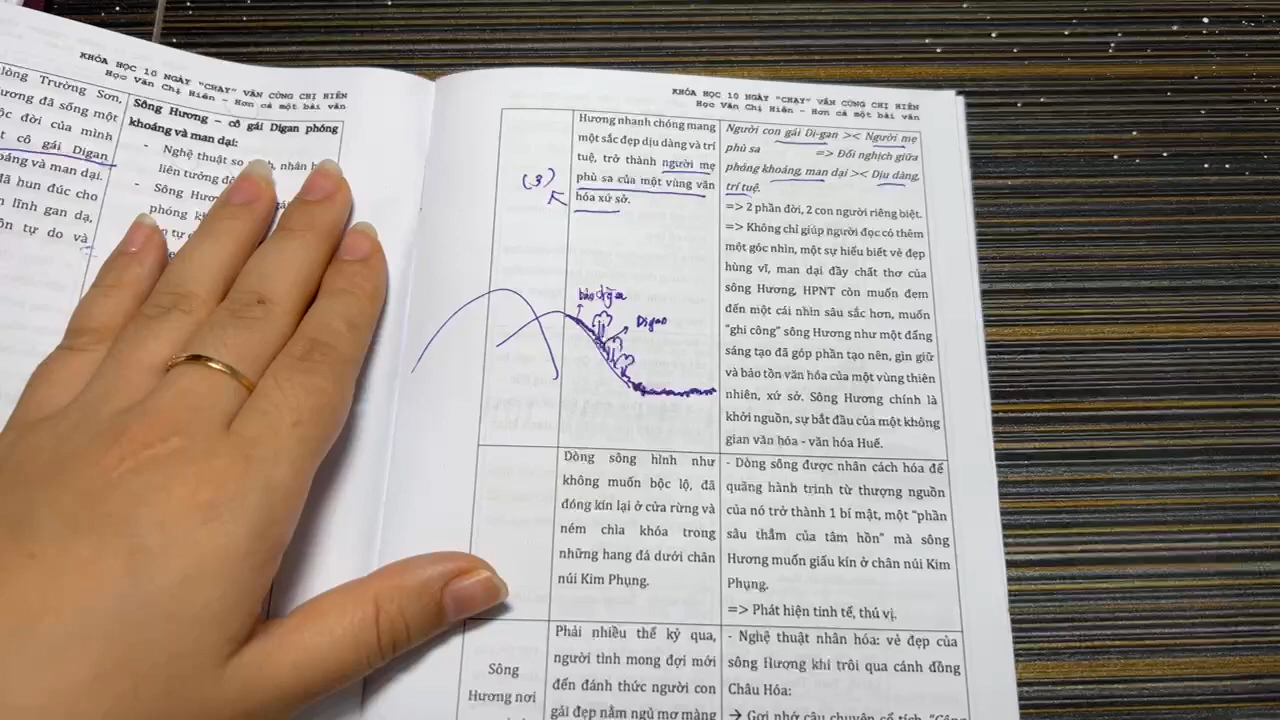 KHÓA HỌC 10 NGÀY "CHẠY" VĂN CÙNG CHỊ HIÊN
Học Văn Chị Hiên - Hơn cả một bài văn
lòng Trường Sơn,
ương đã sống một
ộc đời của mình
t cô gái Digan
oáng và man dại.
đã hun đúc cho
n lĩnh gan dạ,
ồn tự do và
Sông Hương – cô gái Digan phóng
khoáng và man dại:
- Nghệ thuật so nhân
liên tưởng
- Sông
phóng
KHÓA HỌC 10 NGÀY "CHẠY" VĂN CÙNG CHỊ HIÊN
Học Văn Chị Hiên - Hơn cả một bài văn
Hương nhanh chóng mang
một sắc đẹp dịu dàng và trí
tuệ, trở thành người mẹ
phù sa của một vùng văn
hóa xứ sở.
(3)
Digan
Người con gái Di-gan >< Người mẹ
phù sa => Đối nghịch giữa
phóng khoáng, man dại >< Dịu dàng,
trí tuệ.
=> 2 phần đời, 2 con người riêng biệt.
=> Không chỉ giúp người đọc có thêm
một góc nhìn, một sự hiểu biết vẻ đẹp
hùng vĩ, man dại đầy chất thơ của
sông Hương, HPNT còn muốn đem
đến một cái nhìn sâu sắc hơn, muốn
"ghi công" sông Hương như một đấng
sáng tạo đã góp phần tạo nên, gìn giữ
và bảo tồn văn hóa của một vùng thiên
nhiên, xứ sở. Sông Hương chính là
khởi nguồn, sự bắt đầu của một không
gian văn hóa - văn hóa Huế.
Dòng sông hình như
không muốn bộc lộ, đã
đóng kín lại ở cửa rừng và
ném chìa khóa trong
những hang đá dưới chân
núi Kim Phụng.
- Dòng sông được nhân cách hóa để
quãng hành trình từ thượng nguồn
của nó trở thành 1 bí mật, một "phần
sâu thẳm của tâm hồn" mà sông
Hương muốn giấu kín ở chân núi Kim
Phụng.
=> Phát hiện tinh tế, thú vị.
Sông
Hương nơi
Phải nhiều thế kỷ qua,
người tình mong đợi mới
đến đánh thức người con
gái đẹp nằm ngủ mơ màng
- Nghệ thuật nhân hóa: vẻ đẹp của
sông Hương khi trôi qua cánh đồng
Châu Hóa:
→ Gợi nhớ câu chuyện cổ tích